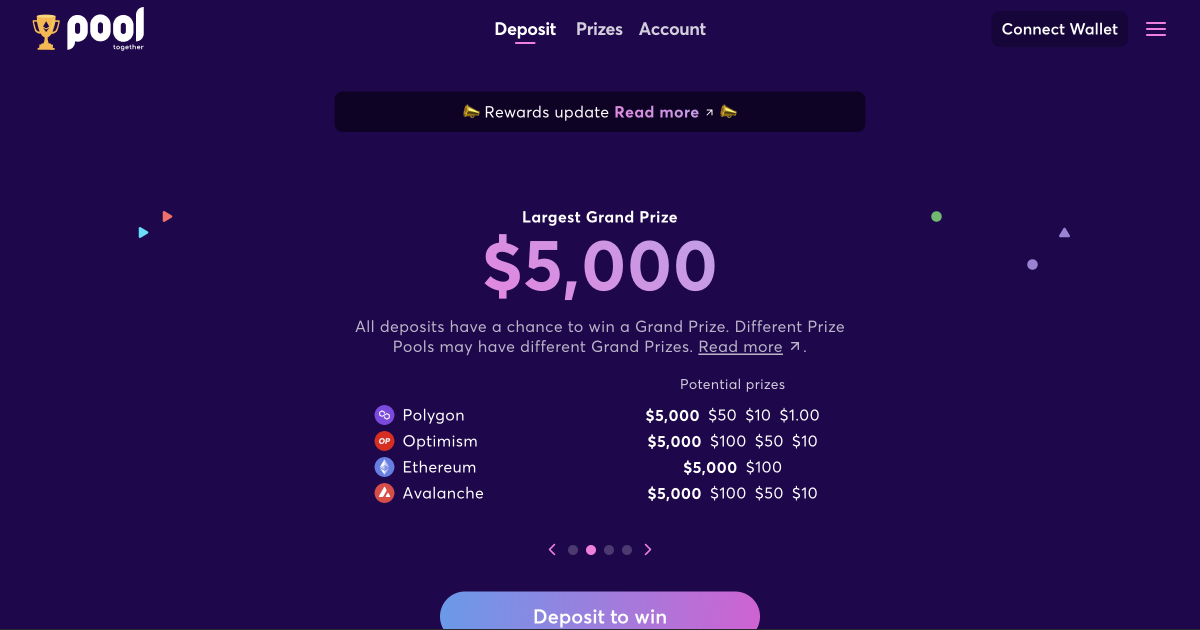 pool
together
Deposit Prizes Account
Connect Wallet
Rewards update Read more
Largest Grand Prize
$5,000
All deposits have a chance to win a Grand Prize. Different Prize
Pools may have different Grand Prizes. Read more .
Potential prizes
Polygon $5,000 $50 $10 $1.00
OP Optimism $5,000 $100 $50 $10
Ethereum $5,000 $100
Avalanche $5,000 $100 $50 $10
Deposit to win